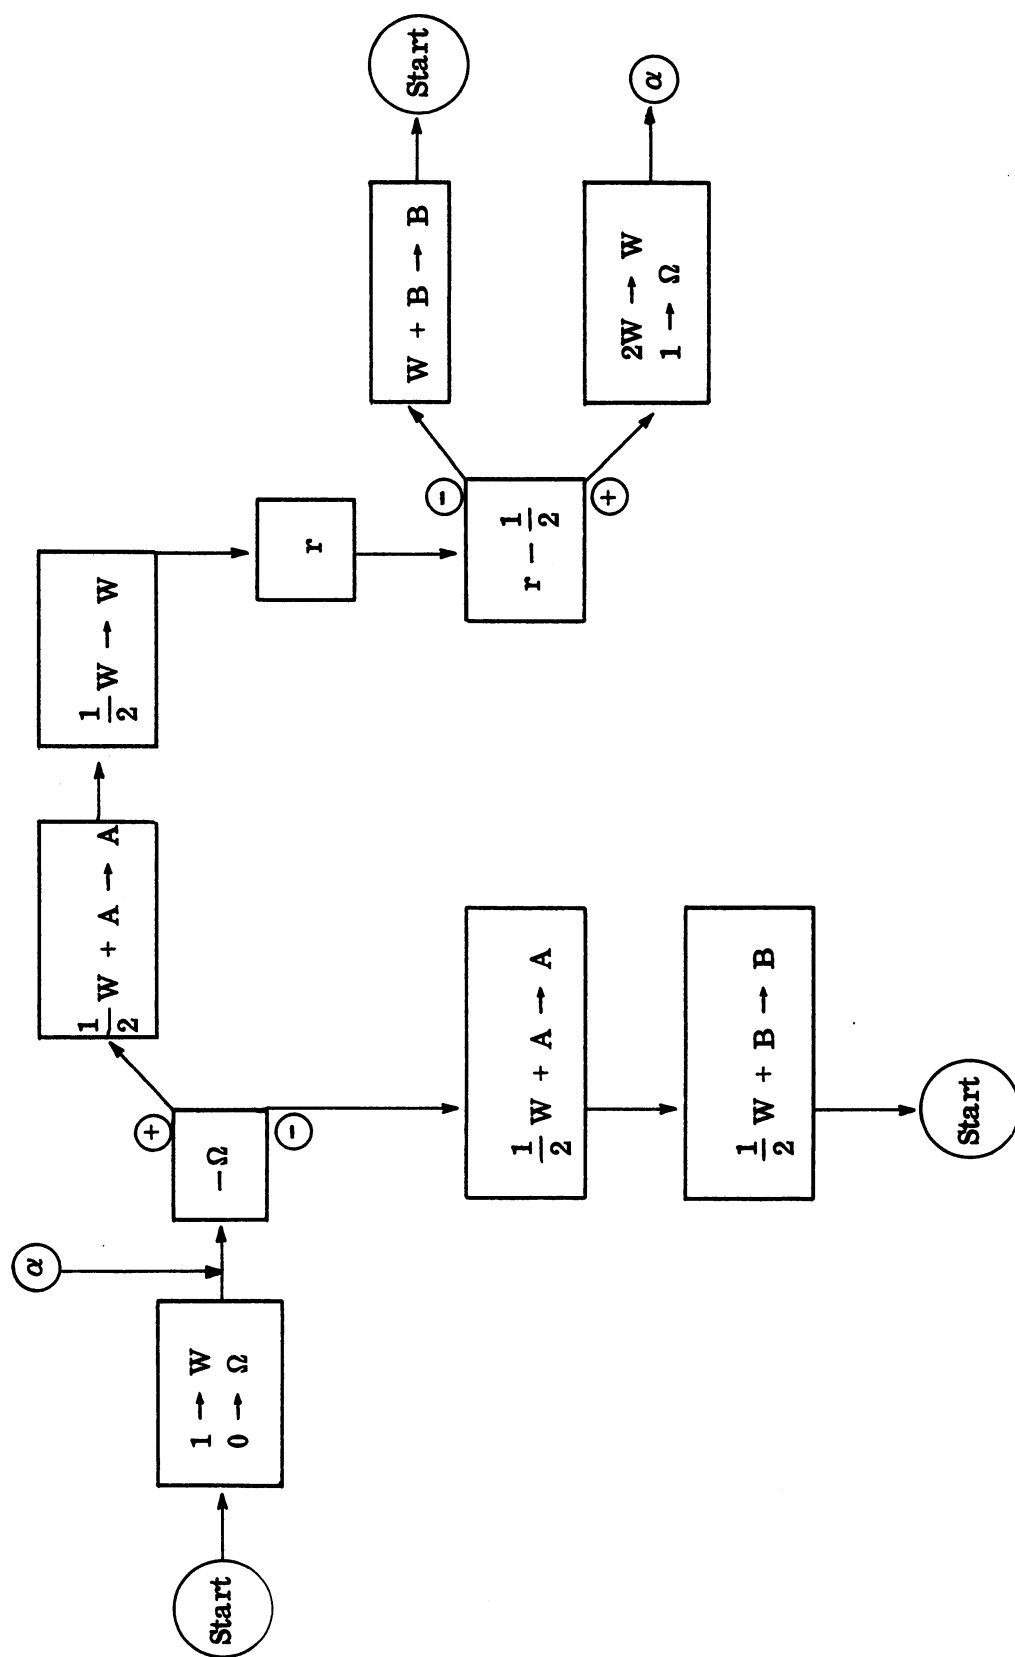 Start
1 → W
0 → Ω
α
−Ω
+
−
1/2 W + A → A
1/2 W → W
r
r − 1/2
−
+
W + B → B
Start
2W → W
1 → Ω
α
1/2 W + A → A
1/2 W + B → B
Start